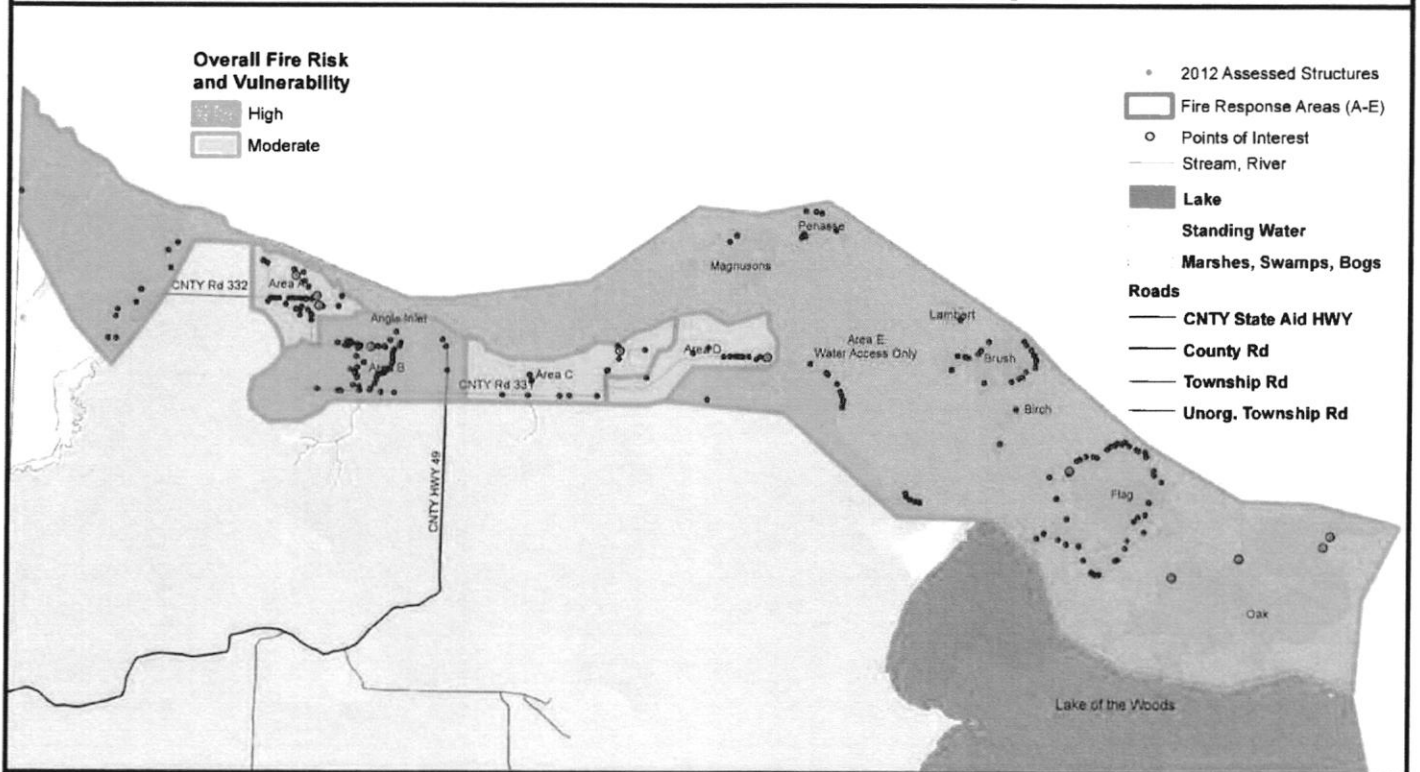 Overall Fire Risk
and Vulnerability
High
Moderate
2012 Assessed Structures
Fire Response Areas (A-E)
Points of Interest
Stream, River
Lake
Standing Water
Marshes, Swamps, Bogs
Roads
CNTY State Aid HWY
County Rd
Township Rd
Unorg. Township Rd
Penasse
Magnusons
CNTY Rd 332
Area A
Angle Inlet
Lambert
Area E
Water Access Only
Area D
Brush
Area B
Area C
CNTY Rd 331
Birch
CNTY HWY 49
Flag
Oak
Lake of the Woods